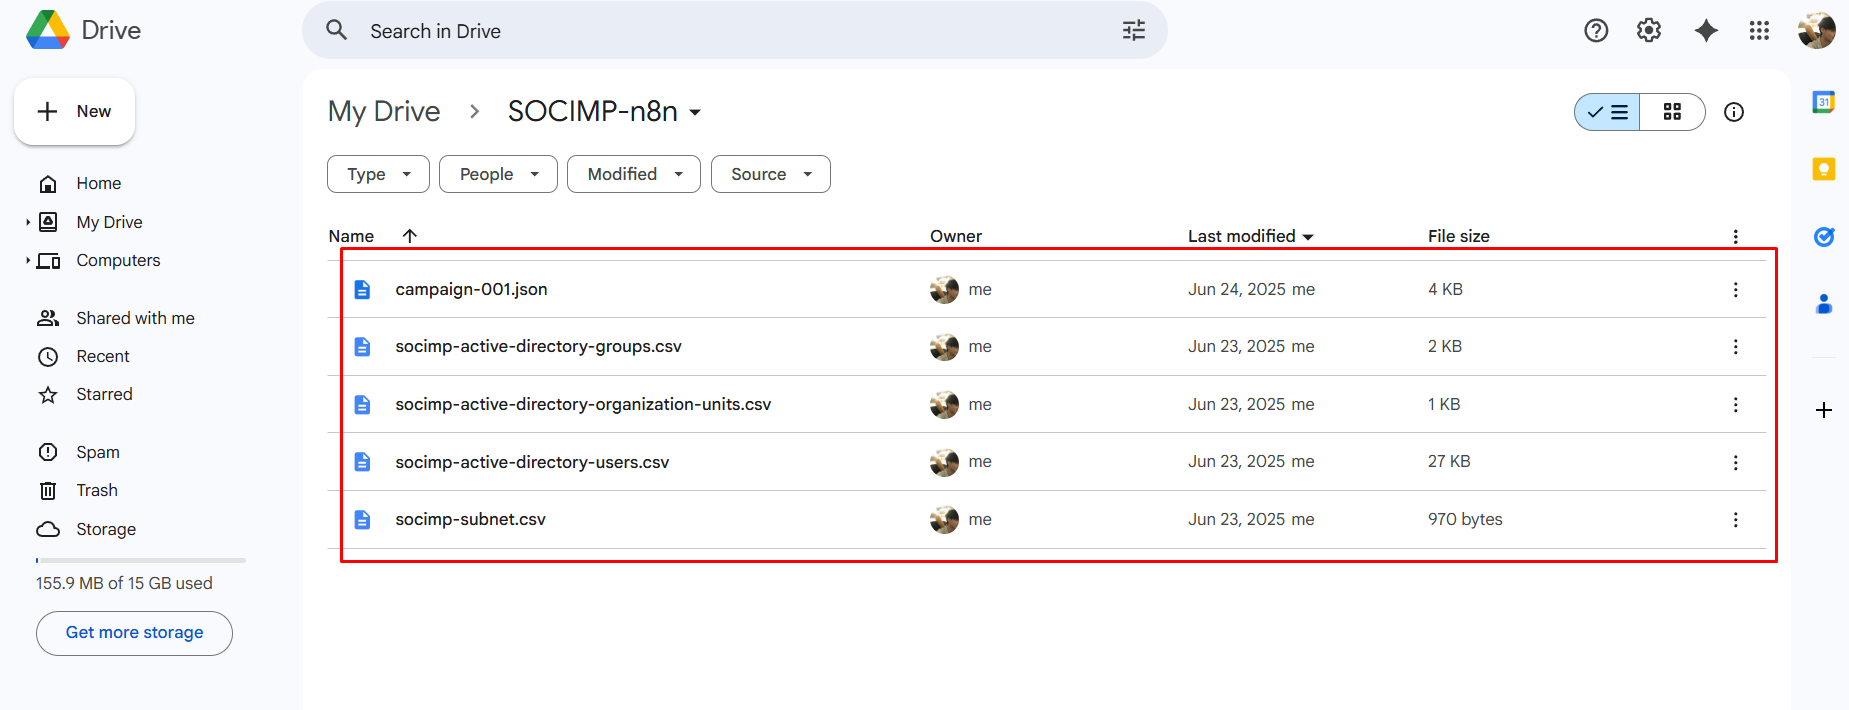 Drive
Search in Drive
New
Home
My Drive
Computers
Shared with me
Recent
Starred
Spam
Trash
Storage
155.9 MB of 15 GB used
Get more storage
My Drive > SOCIMP-n8n
Type People Modified Source
Name Owner Last modified File size
campaign-001.json me Jun 24, 2025 me 4 KB
socimp-active-directory-groups.csv me Jun 23, 2025 me 2 KB
socimp-active-directory-organization-units.csv me Jun 23, 2025 me 1 KB
socimp-active-directory-users.csv me Jun 23, 2025 me 27 KB
socimp-subnet.csv me Jun 23, 2025 me 970 bytes
31